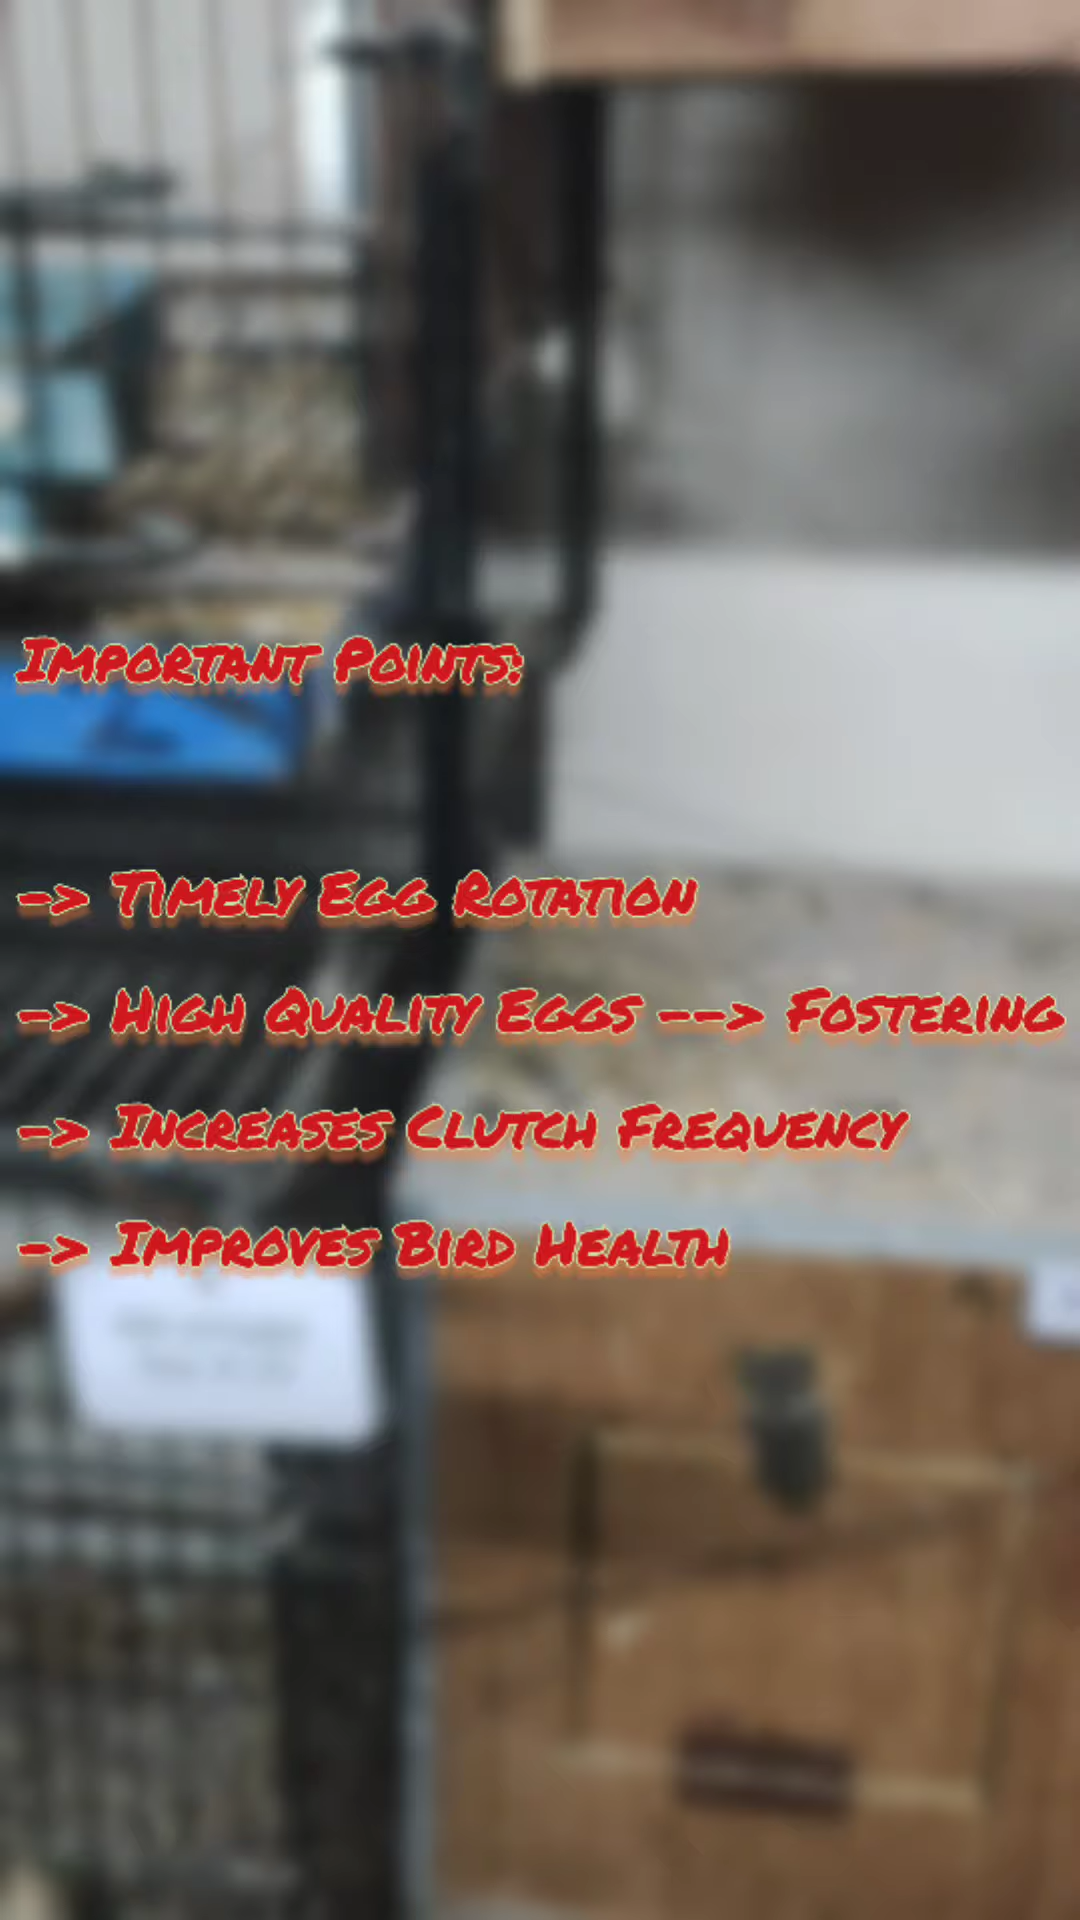 Important Points:
-> Timely Egg Rotation
-> High Quality Eggs --> Fostering
-> Increases Clutch Frequency
-> Improves Bird Health